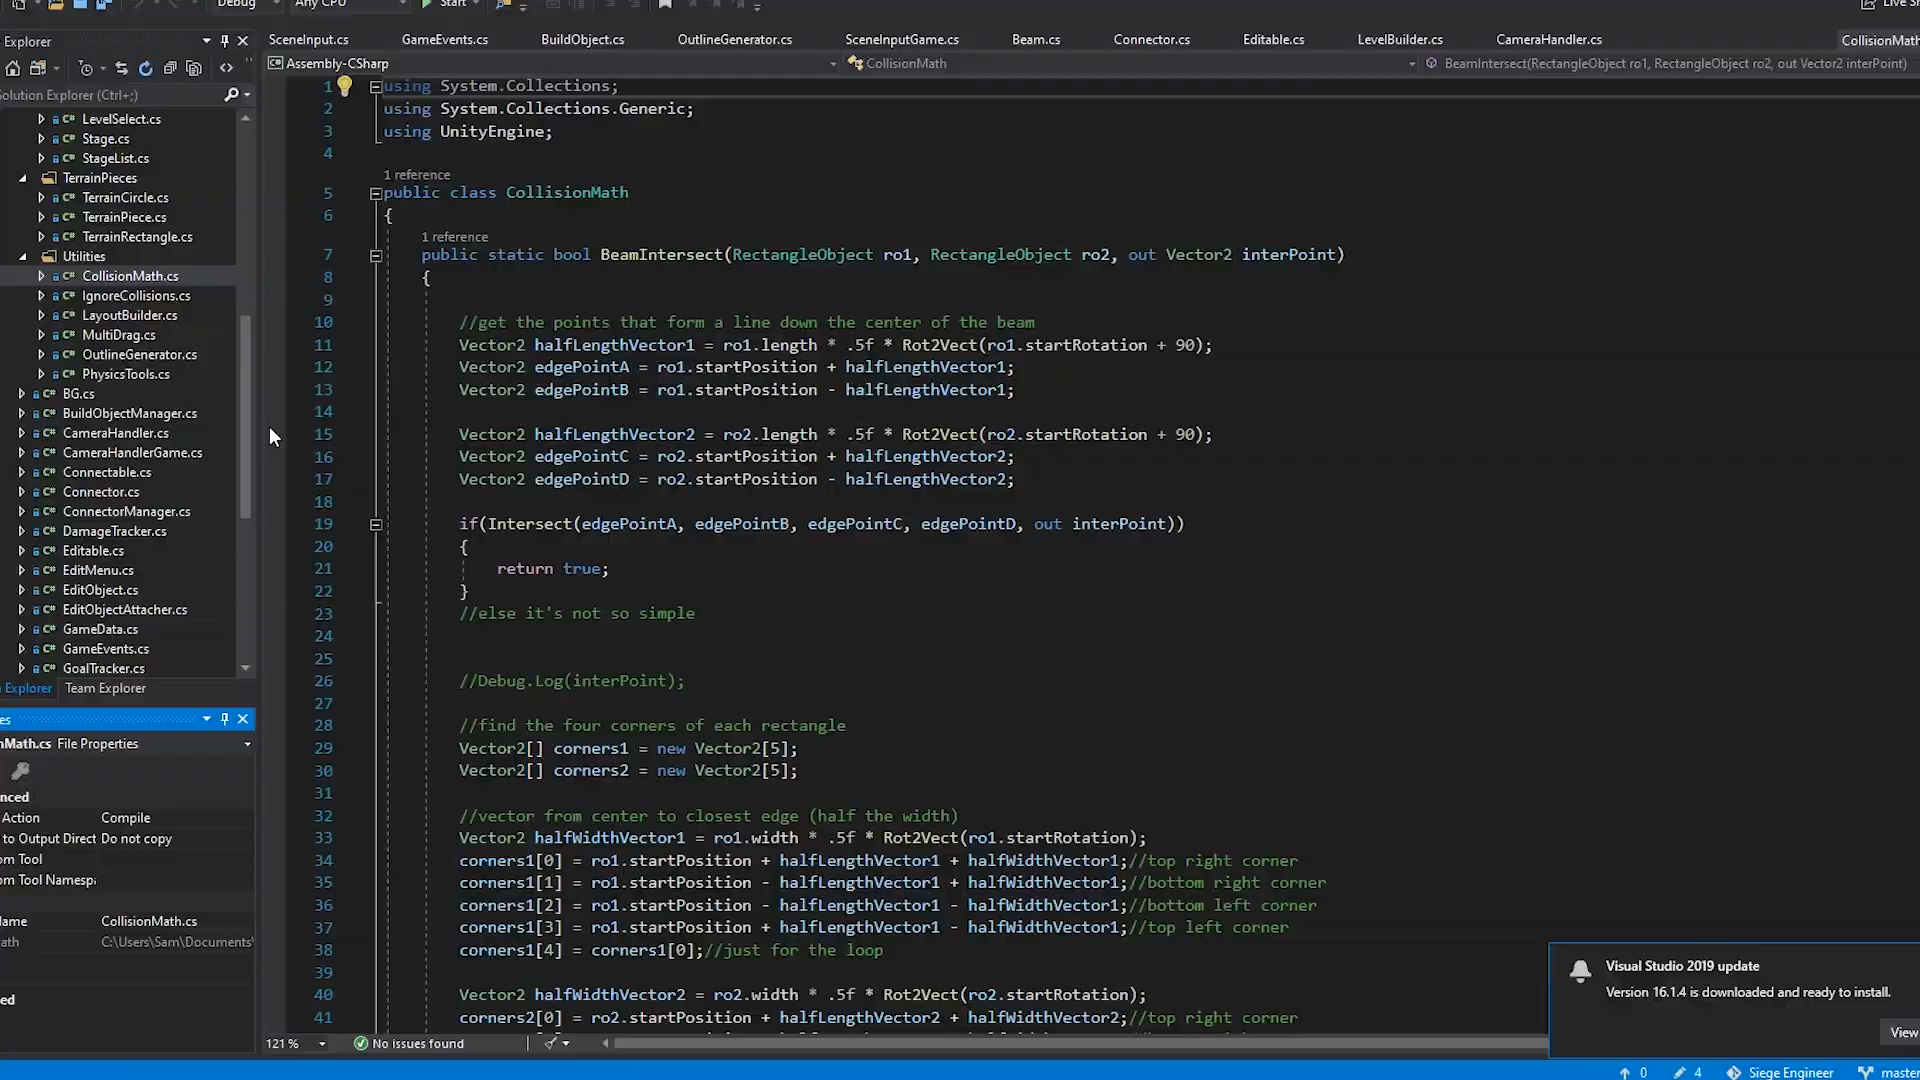 Debug
Any CPU
Start
Live Sh
Explorer
SceneInput.cs
GameEvents.cs
BuildObject.cs
OutlineGenerator.cs
SceneInputGame.cs
Beam.cs
Connector.cs
Editable.cs
LevelBuilder.cs
CameraHandler.cs
CollisionMath
Assembly-CSharp
CollisionMath
BeamIntersect(RectangleObject ro1, RectangleObject ro2, out Vector2 interPoint)
Solution Explorer (Ctrl+;)
LevelSelect.cs
Stage.cs
StageList.cs
TerrainPieces
TerrainCircle.cs
TerrainPiece.cs
TerrainRectangle.cs
Utilities
CollisionMath.cs
IgnoreCollisions.cs
LayoutBuilder.cs
MultiDrag.cs
OutlineGenerator.cs
PhysicsTools.cs
BG.cs
BuildObjectManager.cs
CameraHandler.cs
CameraHandlerGame.cs
Connectable.cs
Connector.cs
ConnectorManager.cs
DamageTracker.cs
Editable.cs
EditMenu.cs
EditObject.cs
EditObjectAttacher.cs
GameData.cs
GameEvents.cs
GoalTracker.cs
Explorer
Team Explorer
es
nMath.cs File Properties
nced
Action Compile
to Output Direct Do not copy
om Tool
om Tool Namespa
ame CollisionMath.cs
ath C:\Users\Sam\Documents\
ed
1 using System.Collections;
2 using System.Collections.Generic;
3 using UnityEngine;
4
1 reference
5 public class CollisionMath
6 {
1 reference
7 public static bool BeamIntersect(RectangleObject ro1, RectangleObject ro2, out Vector2 interPoint)
8 {
9
10 //get the points that form a line down the center of the beam
11 Vector2 halfLengthVector1 = ro1.length * .5f * Rot2Vect(ro1.startRotation + 90);
12 Vector2 edgePointA = ro1.startPosition + halfLengthVector1;
13 Vector2 edgePointB = ro1.startPosition - halfLengthVector1;
14
15 Vector2 halfLengthVector2 = ro2.length * .5f * Rot2Vect(ro2.startRotation + 90);
16 Vector2 edgePointC = ro2.startPosition + halfLengthVector2;
17 Vector2 edgePointD = ro2.startPosition - halfLengthVector2;
18
19 if(Intersect(edgePointA, edgePointB, edgePointC, edgePointD, out interPoint))
20 {
21 return true;
22 }
23 //else it's not so simple
24
25
26 //Debug.Log(interPoint);
27
28 //find the four corners of each rectangle
29 Vector2[] corners1 = new Vector2[5];
30 Vector2[] corners2 = new Vector2[5];
31
32 //vector from center to closest edge (half the width)
33 Vector2 halfWidthVector1 = ro1.width * .5f * Rot2Vect(ro1.startRotation);
34 corners1[0] = ro1.startPosition + halfLengthVector1 + halfWidthVector1;//top right corner
35 corners1[1] = ro1.startPosition - halfLengthVector1 + halfWidthVector1;//bottom right corner
36 corners1[2] = ro1.startPosition - halfLengthVector1 - halfWidthVector1;//bottom left corner
37 corners1[3] = ro1.startPosition + halfLengthVector1 - halfWidthVector1;//top left corner
38 corners1[4] = corners1[0];//just for the loop
39
40 Vector2 halfWidthVector2 = ro2.width * .5f * Rot2Vect(ro2.startRotation);
41 corners2[0] = ro2.startPosition + halfLengthVector2 + halfWidthVector2;//top right corner
121 %
No issues found
Visual Studio 2019 update
Version 16.1.4 is downloaded and ready to install.
View
0
4
Siege Engineer
master